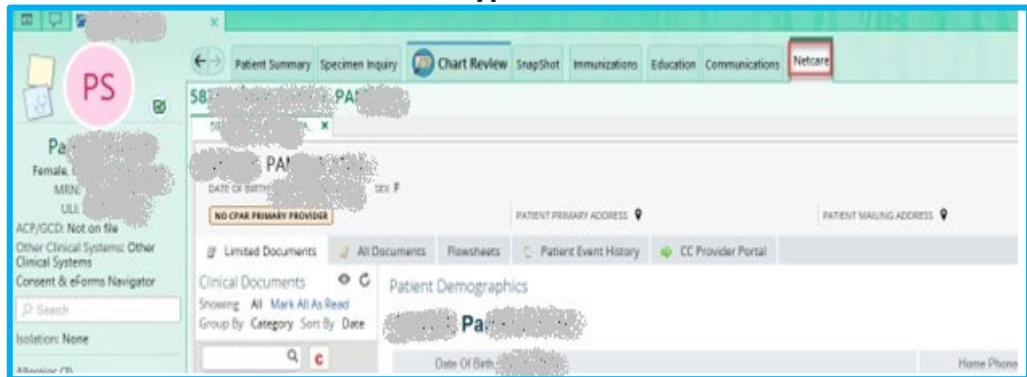 Patient Summary Specimen Inquiry Chart Review SnapShot Immunizations Education Communications Netcare
PS
58 PA
Pa
PA
Female,
DATE OF BIRTH SEX F
MRN:
ULI:
NO CPAR PRIMARY PROVIDER PATIENT PRIMARY ADDRESS PATIENT MAILING ADDRESS
ACP/GCD: Not on file
Other Clinical Systems: Other
Clinical Systems
Limited Documents All Documents Flowsheets Patient Event History CC Provider Portal
Consent & eForms Navigator
Clinical Documents Patient Demographics
Showing All Mark All As Read
Search
Group By Category Sort By Date
Pa
Isolation: None
C
Date Of Birth Home Phone
Allergies (2)